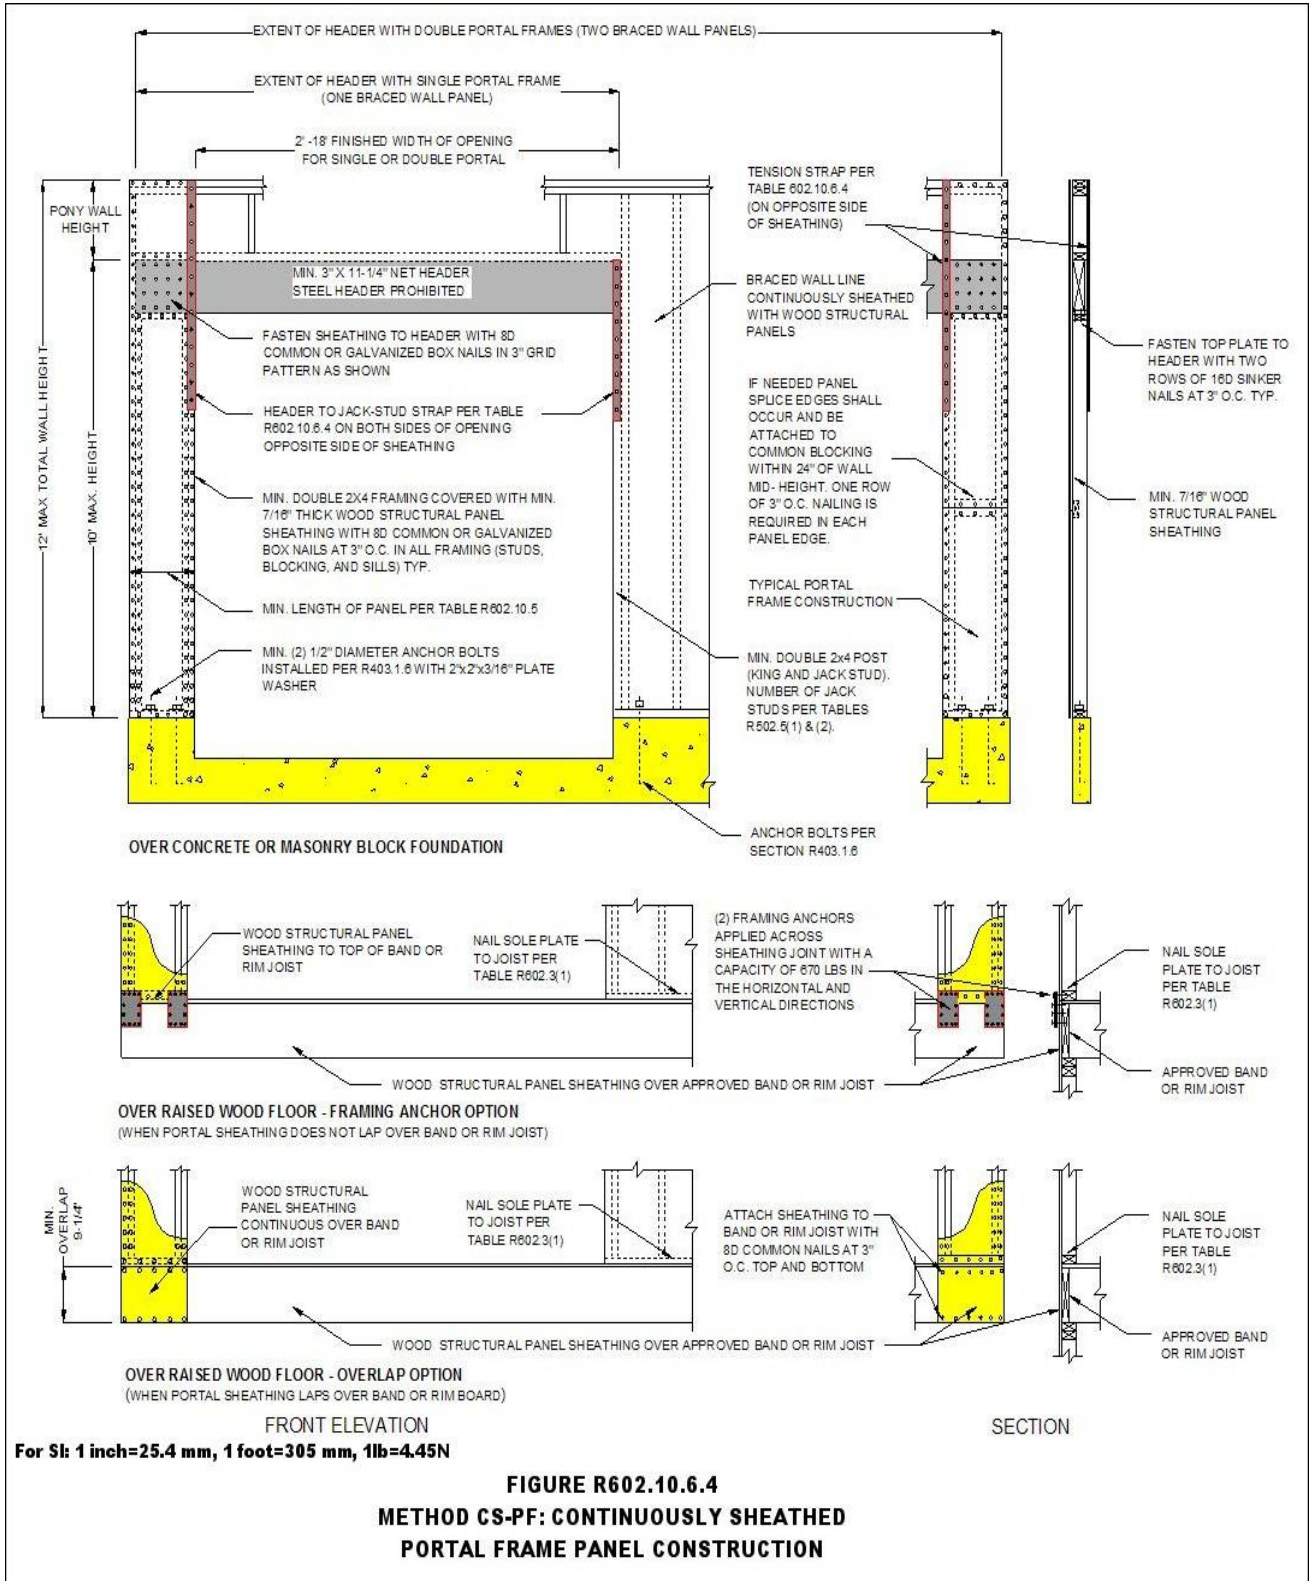 EXTENT OF HEADER WITH DOUBLE PORTAL FRAMES (TWO BRACED WALL PANELS)
EXTENT OF HEADER WITH SINGLE PORTAL FRAME
(ONE BRACED WALL PANEL)
2' -18' FINISHED WIDTH OF OPENING
FOR SINGLE OR DOUBLE PORTAL
PONY WALL
HEIGHT
12' MAX. TOTAL WALL HEIGHT
10' MAX. HEIGHT
MIN. 3" X 11-1/4" NET HEADER
STEEL HEADER PROHIBITED
FASTEN SHEATHING TO HEADER WITH 8D
COMMON OR GALVANIZED BOX NAILS IN 3" GRID
PATTERN AS SHOWN
HEADER TO JACK-STUD STRAP PER TABLE
R602.10.6.4 ON BOTH SIDES OF OPENING
OPPOSITE SIDE OF SHEATHING
MIN. DOUBLE 2X4 FRAMING COVERED WITH MIN.
7/16" THICK WOOD STRUCTURAL PANEL
SHEATHING WITH 8D COMMON OR GALVANIZED
BOX NAILS AT 3" O.C. IN ALL FRAMING (STUDS,
BLOCKING, AND SILLS) TYP.
MIN. LENGTH OF PANEL PER TABLE R602.10.5
MIN. (2) 1/2" DIAMETER ANCHOR BOLTS
INSTALLED PER R403.1.6 WITH 2"x2"x3/16" PLATE
WASHER
TENSION STRAP PER
TABLE 602.10.6.4
(ON OPPOSITE SIDE
OF SHEATHING)
BRACED WALL LINE
CONTINUOUSLY SHEATHED
WITH WOOD STRUCTURAL
PANELS
IF NEEDED PANEL
SPLICE EDGES SHALL
OCCUR AND BE
ATTACHED TO
COMMON BLOCKING
WITHIN 24" OF WALL
MID- HEIGHT. ONE ROW
OF 3" O.C. NAILING IS
REQUIRED IN EACH
PANEL EDGE.
TYPICAL PORTAL
FRAME CONSTRUCTION
MIN. DOUBLE 2x4 POST
(KING AND JACK STUD).
NUMBER OF JACK
STUDS PER TABLES
R502.5(1) & (2).
ANCHOR BOLTS PER
SECTION R403.1.6
FASTEN TOP PLATE TO
HEADER WITH TWO
ROWS OF 16D SINKER
NAILS AT 3" O.C. TYP.
MIN. 7/16" WOOD
STRUCTURAL PANEL
SHEATHING
OVER CONCRETE OR MASONRY BLOCK FOUNDATION
WOOD STRUCTURAL PANEL
SHEATHING TO TOP OF BAND OR
RIM JOIST
NAIL SOLE PLATE
TO JOIST PER
TABLE R602.3(1)
(2) FRAMING ANCHORS
APPLIED ACROSS
SHEATHING JOINT WITH A
CAPACITY OF 670 LBS IN
THE HORIZONTAL AND
VERTICAL DIRECTIONS
NAIL SOLE
PLATE TO JOIST
PER TABLE
R602.3(1)
APPROVED BAND
OR RIM JOIST
WOOD STRUCTURAL PANEL SHEATHING OVER APPROVED BAND OR RIM JOIST
OVER RAISED WOOD FLOOR - FRAMING ANCHOR OPTION
(WHEN PORTAL SHEATHING DOES NOT LAP OVER BAND OR RIM JOIST)
MIN.
OVERLAP
9-1/4"
WOOD STRUCTURAL
PANEL SHEATHING
CONTINUOUS OVER BAND
OR RIM JOIST
NAIL SOLE PLATE
TO JOIST PER
TABLE R602.3(1)
ATTACH SHEATHING TO
BAND OR RIM JOIST WITH
8D COMMON NAILS AT 3"
O.C. TOP AND BOTTOM
NAIL SOLE
PLATE TO JOIST
PER TABLE
R602.3(1)
APPROVED BAND
OR RIM JOIST
WOOD STRUCTURAL PANEL SHEATHING OVER APPROVED BAND OR RIM JOIST
OVER RAISED WOOD FLOOR - OVERLAP OPTION
(WHEN PORTAL SHEATHING LAPS OVER BAND OR RIM BOARD)
FRONT ELEVATION
SECTION
For SI: 1 inch=25.4 mm, 1 foot=305 mm, 1lb=4.45N
FIGURE R602.10.6.4
METHOD CS-PF: CONTINUOUSLY SHEATHED
PORTAL FRAME PANEL CONSTRUCTION